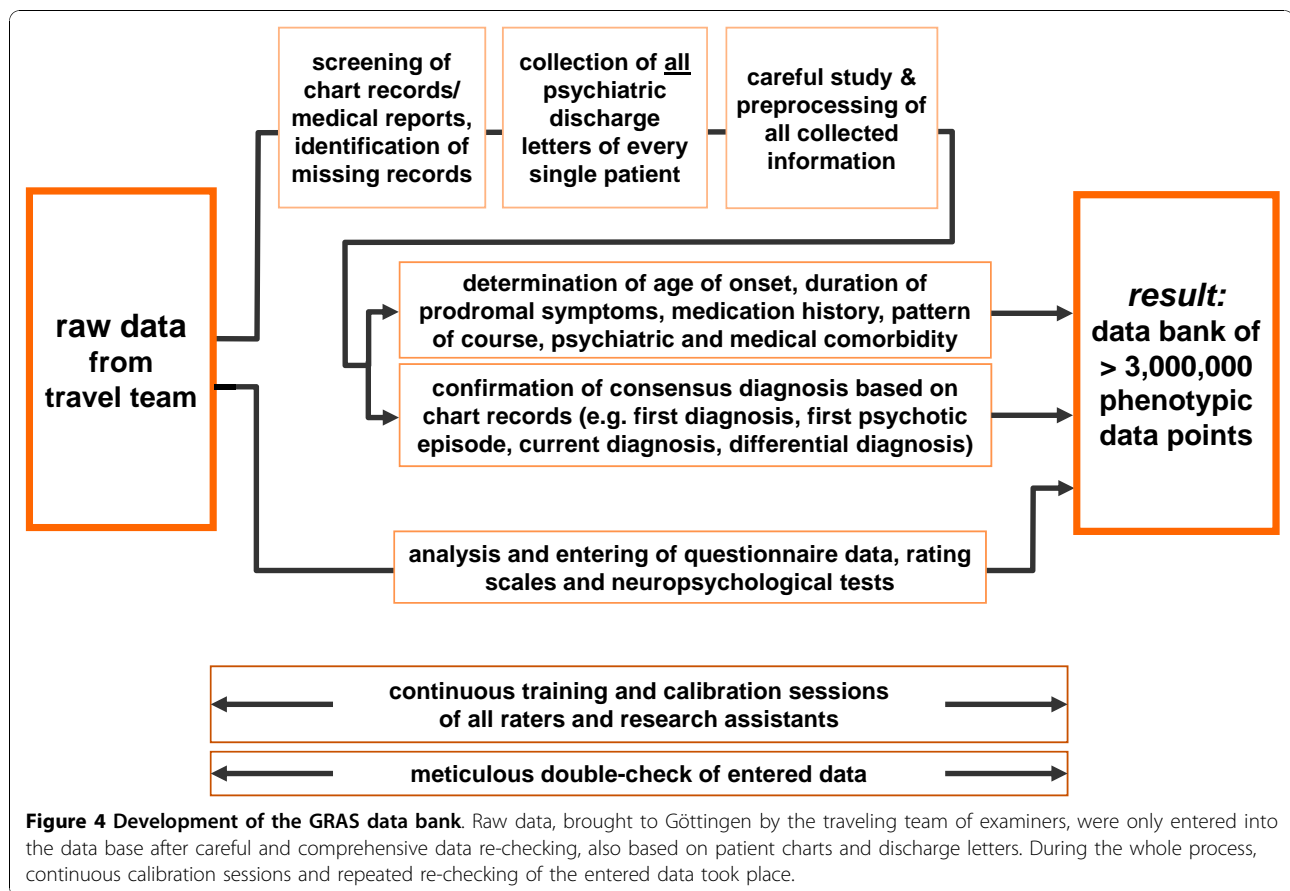 screening of
chart records/
medical reports,
identification of
missing records
collection of all
psychiatric
discharge
letters of every
single patient
careful study &
preprocessing of
all collected
information
raw data
from
travel team
determination of age of onset, duration of
prodromal symptoms, medication history, pattern
of course, psychiatric and medical comorbidity
confirmation of consensus diagnosis based on
chart records (e.g. first diagnosis, first psychotic
episode, current diagnosis, differential diagnosis)
analysis and entering of questionnaire data, rating
scales and neuropsychological tests
result:
data bank of
> 3,000,000
phenotypic
data points
continuous training and calibration sessions
of all raters and research assistants
meticulous double-check of entered data
Figure 4 Development of the GRAS data bank. Raw data, brought to Göttingen by the traveling team of examiners, were only entered into
the data base after careful and comprehensive data re-checking, also based on patient charts and discharge letters. During the whole process,
continuous calibration sessions and repeated re-checking of the entered data took place.